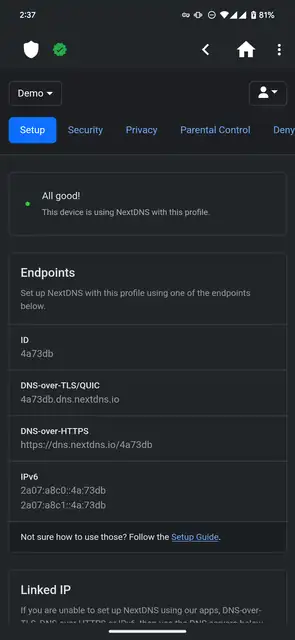 2:37
81%
Demo
Setup Security Privacy Parental Control Deny
All good!
This device is using NextDNS with this profile.
Endpoints
Set up NextDNS with this profile using one of the endpoints
below.
ID
4a73db
DNS-over-TLS/QUIC
4a73db.dns.nextdns.io
DNS-over-HTTPS
https://dns.nextdns.io/4a73db
IPv6
2a07:a8c0::4a:73db
2a07:a8c1::4a:73db
Not sure how to use those? Follow the Setup Guide.
Linked IP
If you are unable to set up NextDNS using our apps, DNS-over-
TLS, DNS-over-HTTPS or IPv6, then use the DNS servers below